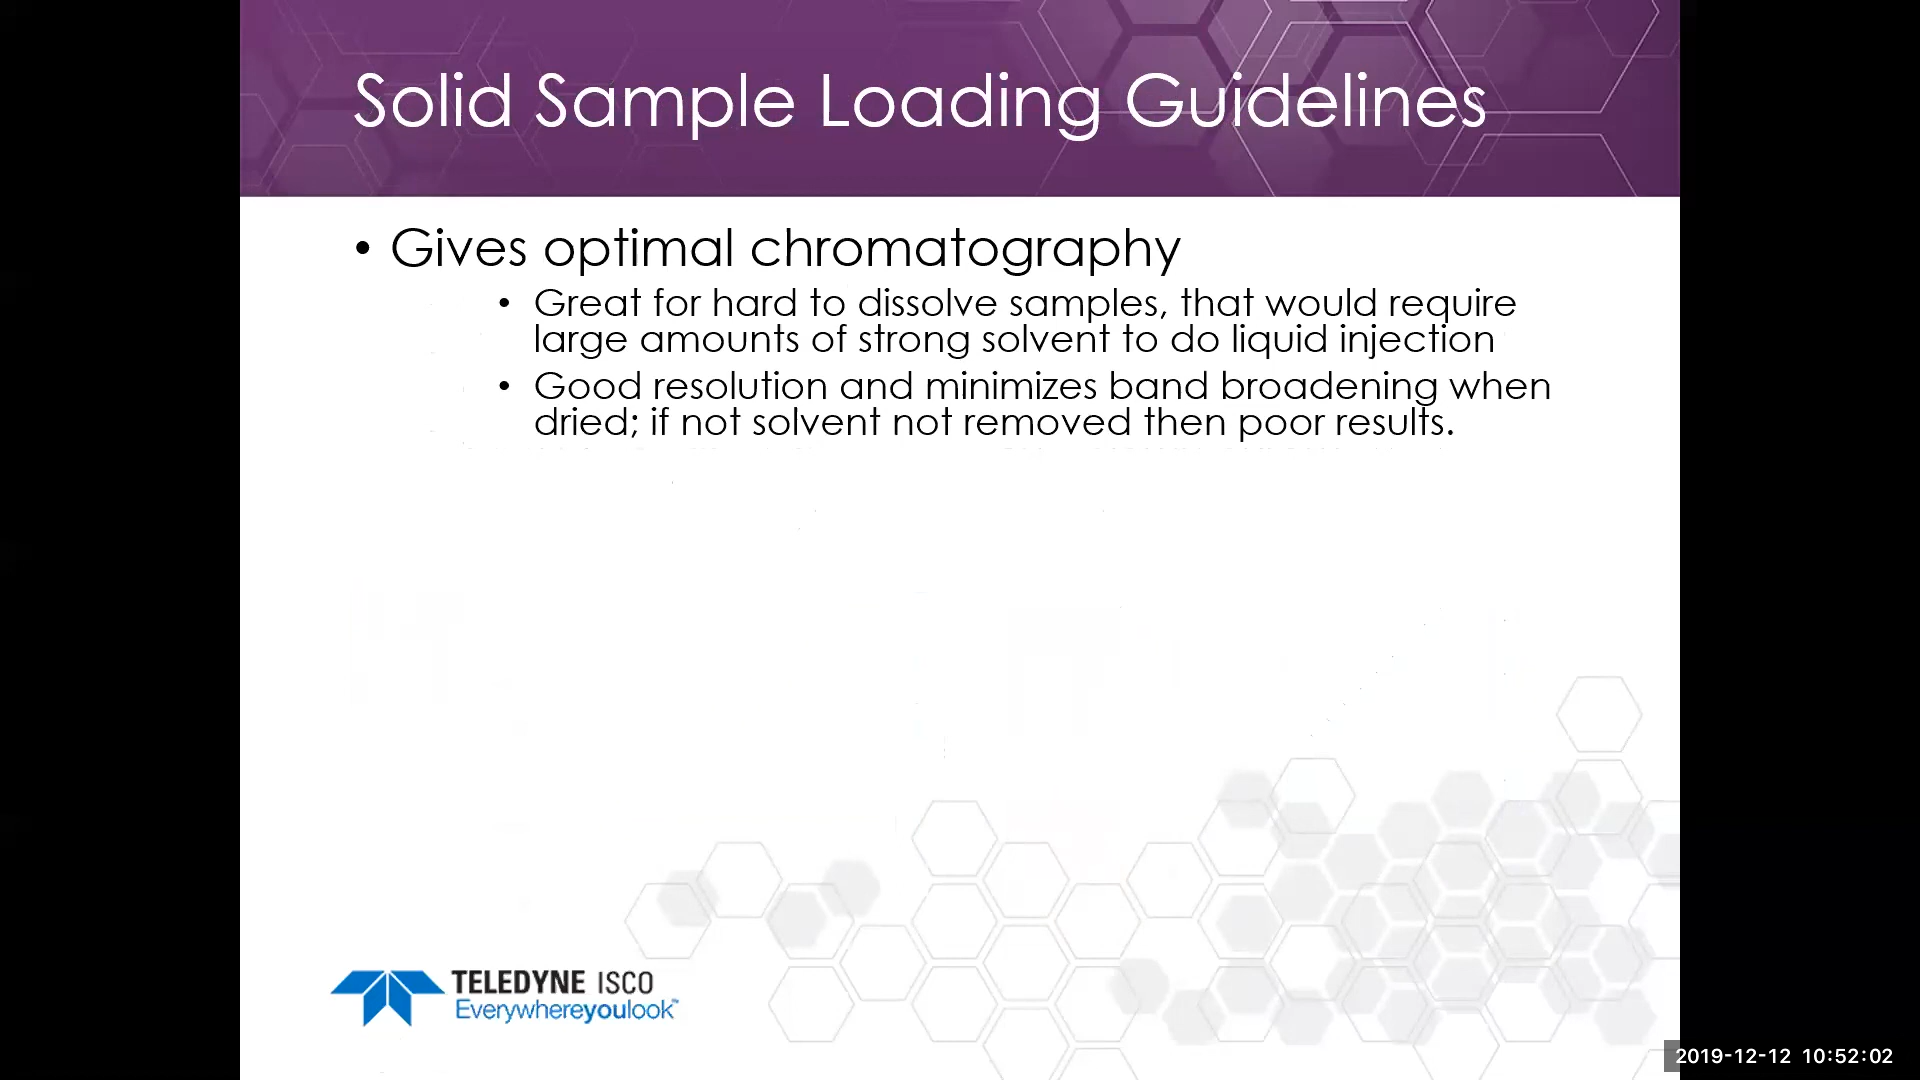 Solid Sample Loading Guidelines
• Gives optimal chromatography
• Great for hard to dissolve samples, that would require
large amounts of strong solvent to do liquid injection
• Good resolution and minimizes band broadening when
dried; if not solvent not removed then poor results.
TELEDYNE ISCO
Everywhereyoulook™
2019-12-12 10:52:02